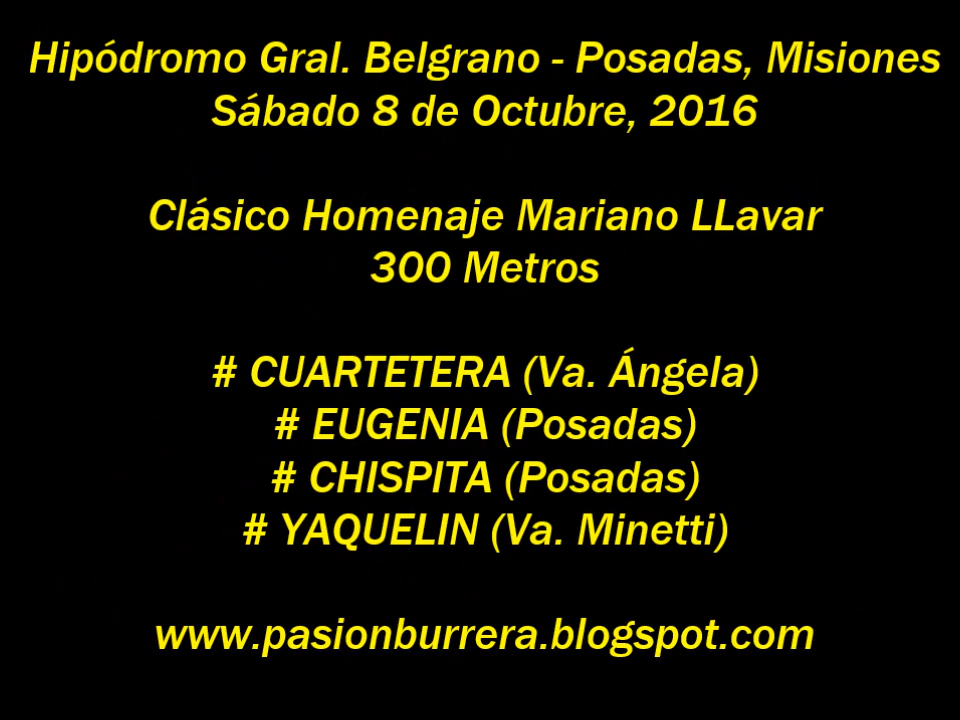 Hipódromo Gral. Belgrano - Posadas, Misiones
Sábado 8 de Octubre, 2016
Clásico Homenaje Mariano LLavar
300 Metros
# CUARTETERA (Va. Ángela)
# EUGENIA (Posadas)
# CHISPITA (Posadas)
# YAQUELIN (Va. Minetti)
www.pasionburrera.blogspot.com